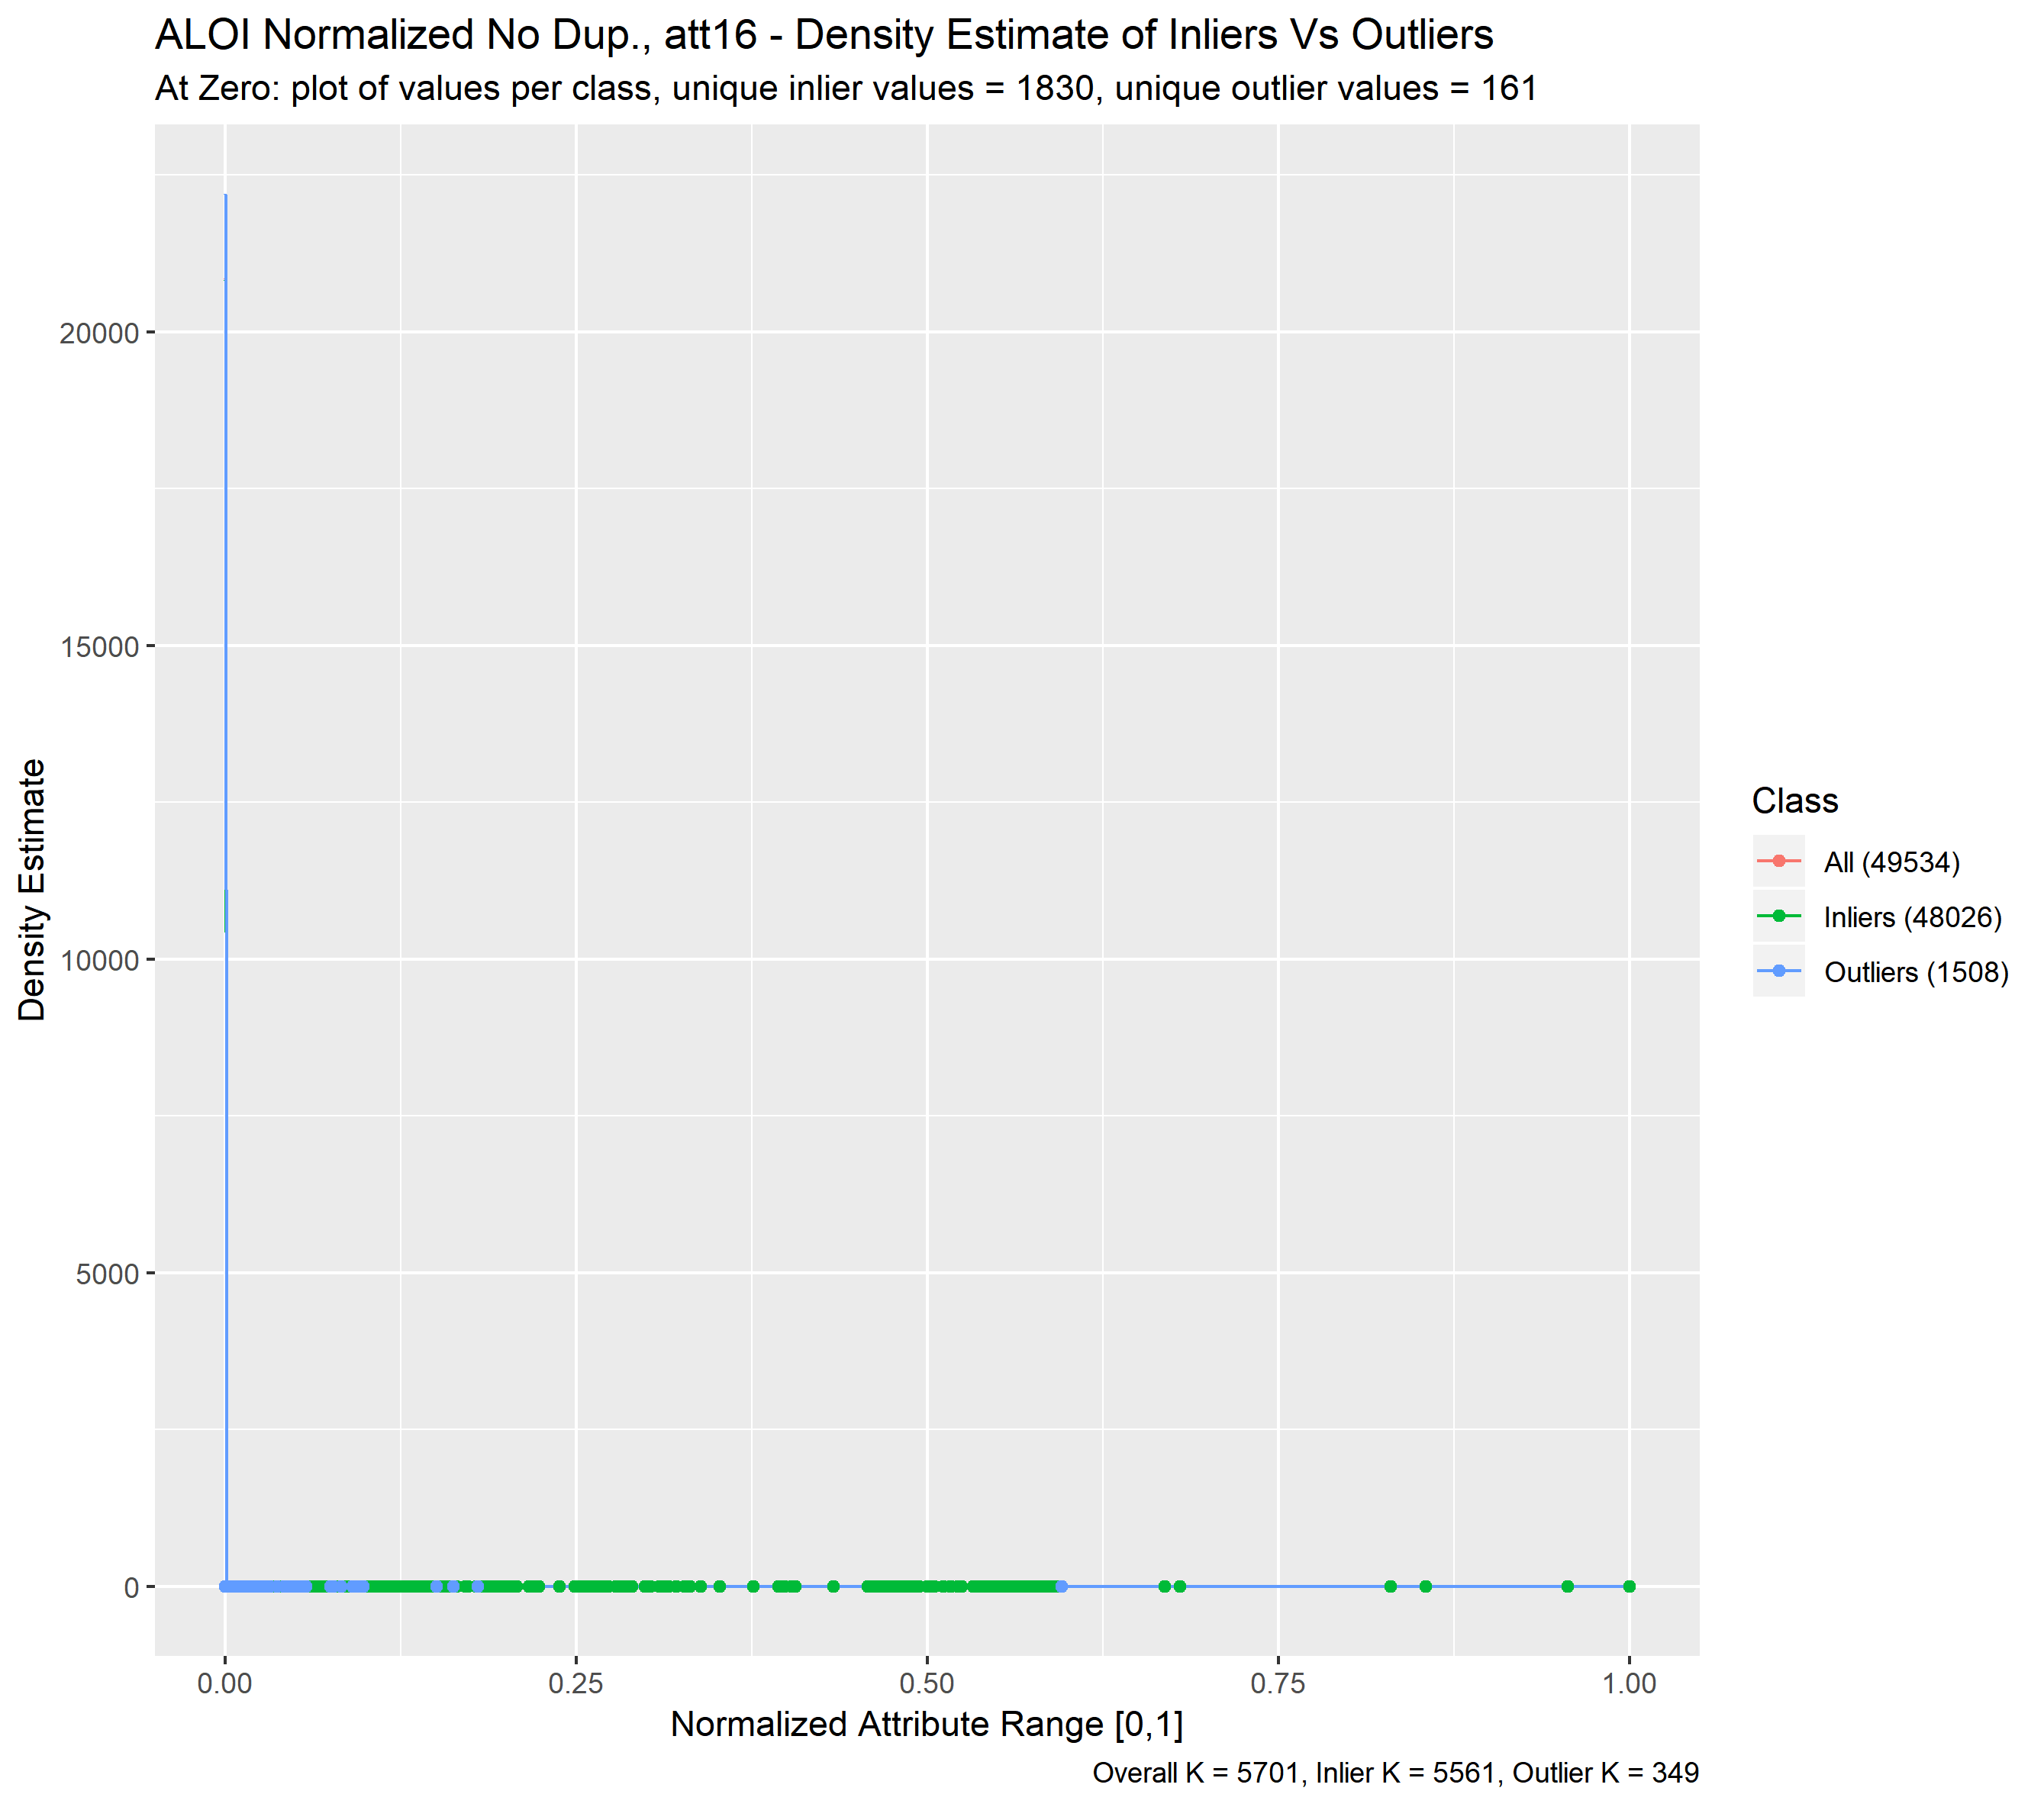 ALOI Normalized No Dup., att16 - Density Estimate of Inliers Vs Outliers
At Zero: plot of values per class, unique inlier values = 1830, unique outlier values = 161
Density Estimate
20000
15000
10000
5000
0
0.00
0.25
0.50
0.75
1.00
Normalized Attribute Range [0,1]
Overall K = 5701, Inlier K = 5561, Outlier K = 349
Class
All (49534)
Inliers (48026)
Outliers (1508)